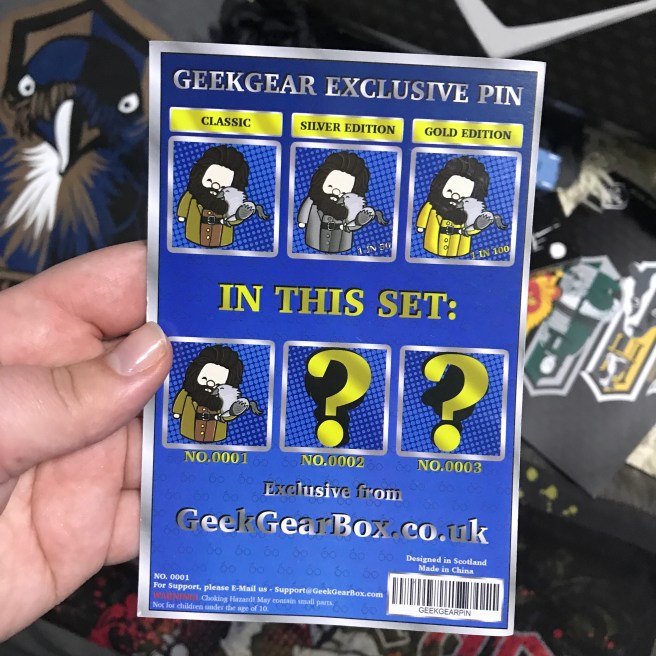 GEEKGEAR EXCLUSIVE PIN
CLASSIC
SILVER EDITION
GOLD EDITION
1 IN 50
1 IN 100
IN THIS SET:
NO.0001
NO.0002
NO.0003
Exclusive from
GeekGearBox.co.uk
Designed in Scotland
Made in China
NO. 0001
For Support, please E-Mail us - Support@GeekGearBox.com
WARNING: Choking Hazard! May contain small parts.
Not for children under the age of 10.
GEEKGEARPIN